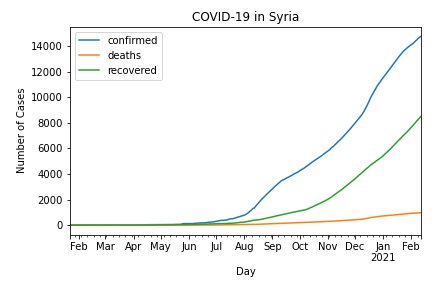 COVID-19 in Syria
confirmed
deaths
recovered
Number of Cases
14000
12000
10000
8000
6000
4000
2000
0
Feb Mar Apr May Jun Jul Aug Sep Oct Nov Dec Jan Feb
2021
Day